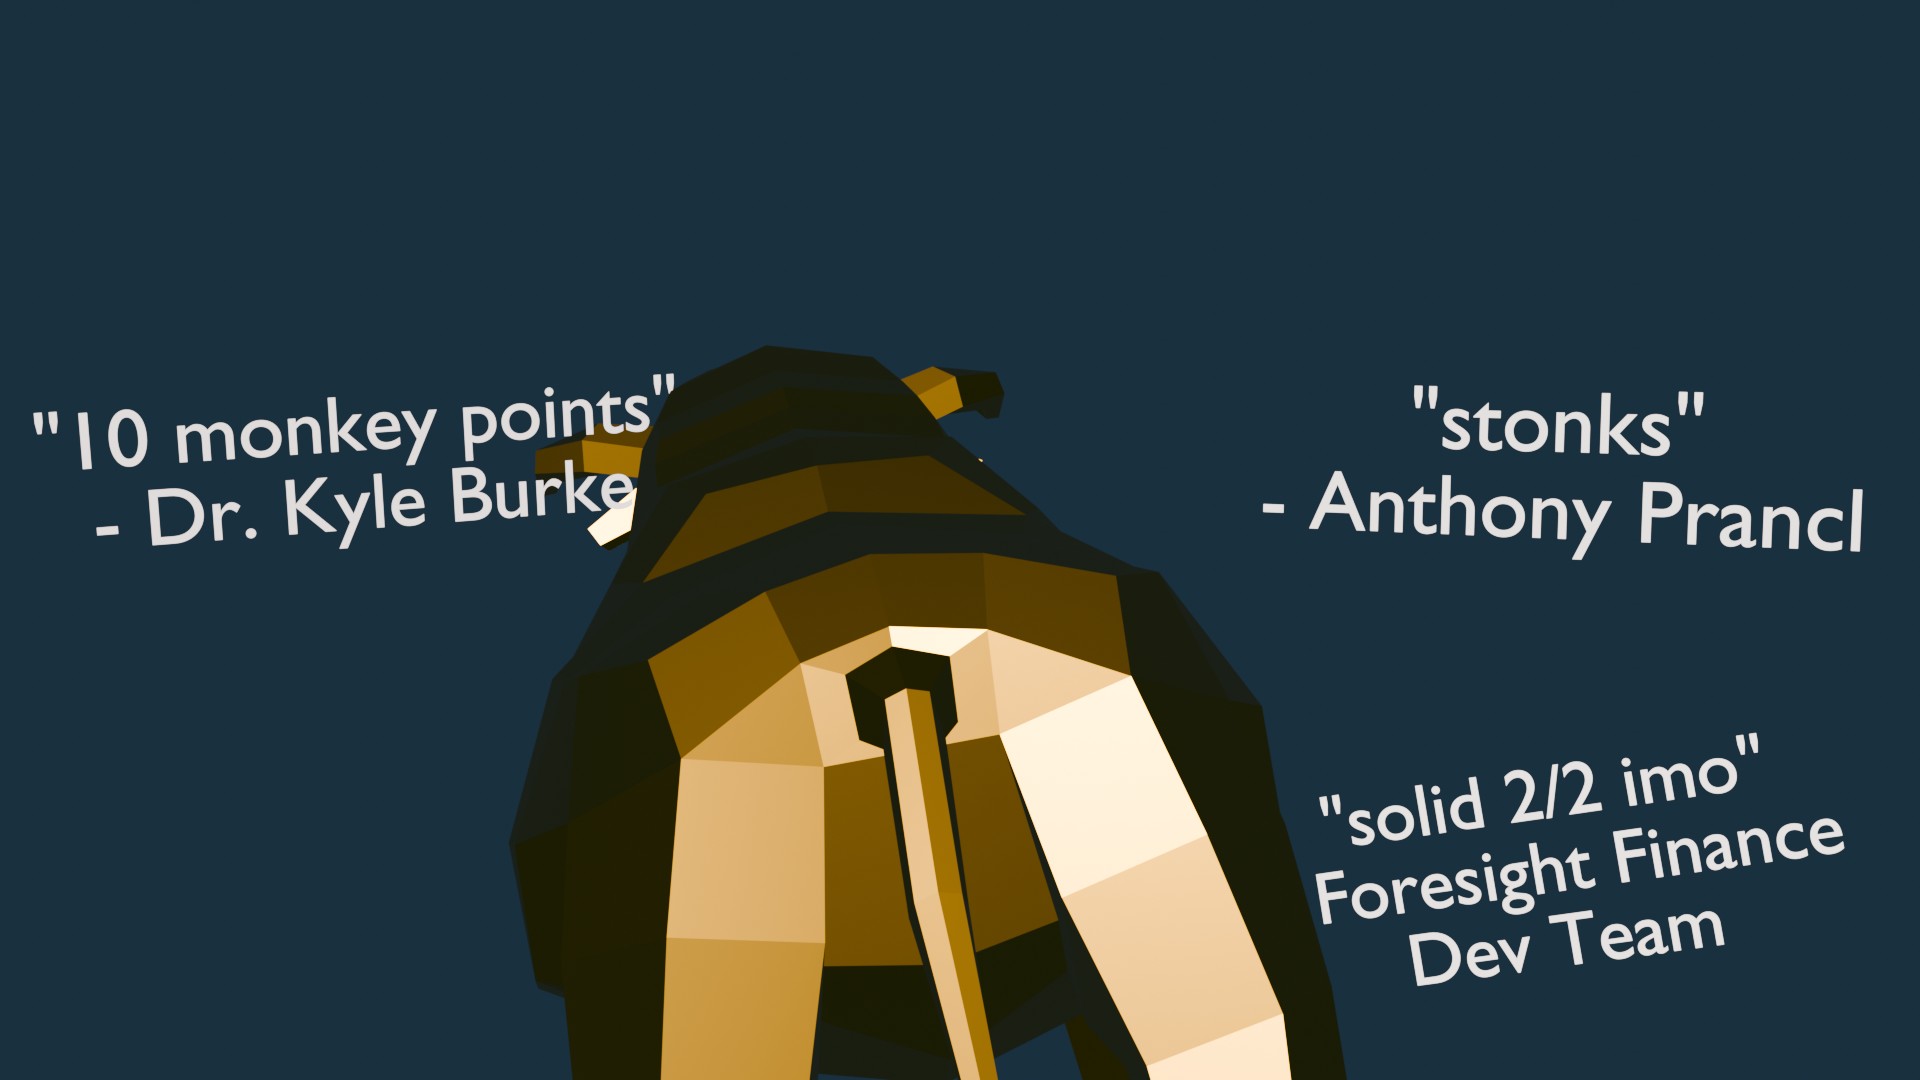 "10 monkey points"
- Dr. Kyle Burke
"stonks"
- Anthony Prancl
"solid 2/2 imo"
Foresight Finance
Dev Team